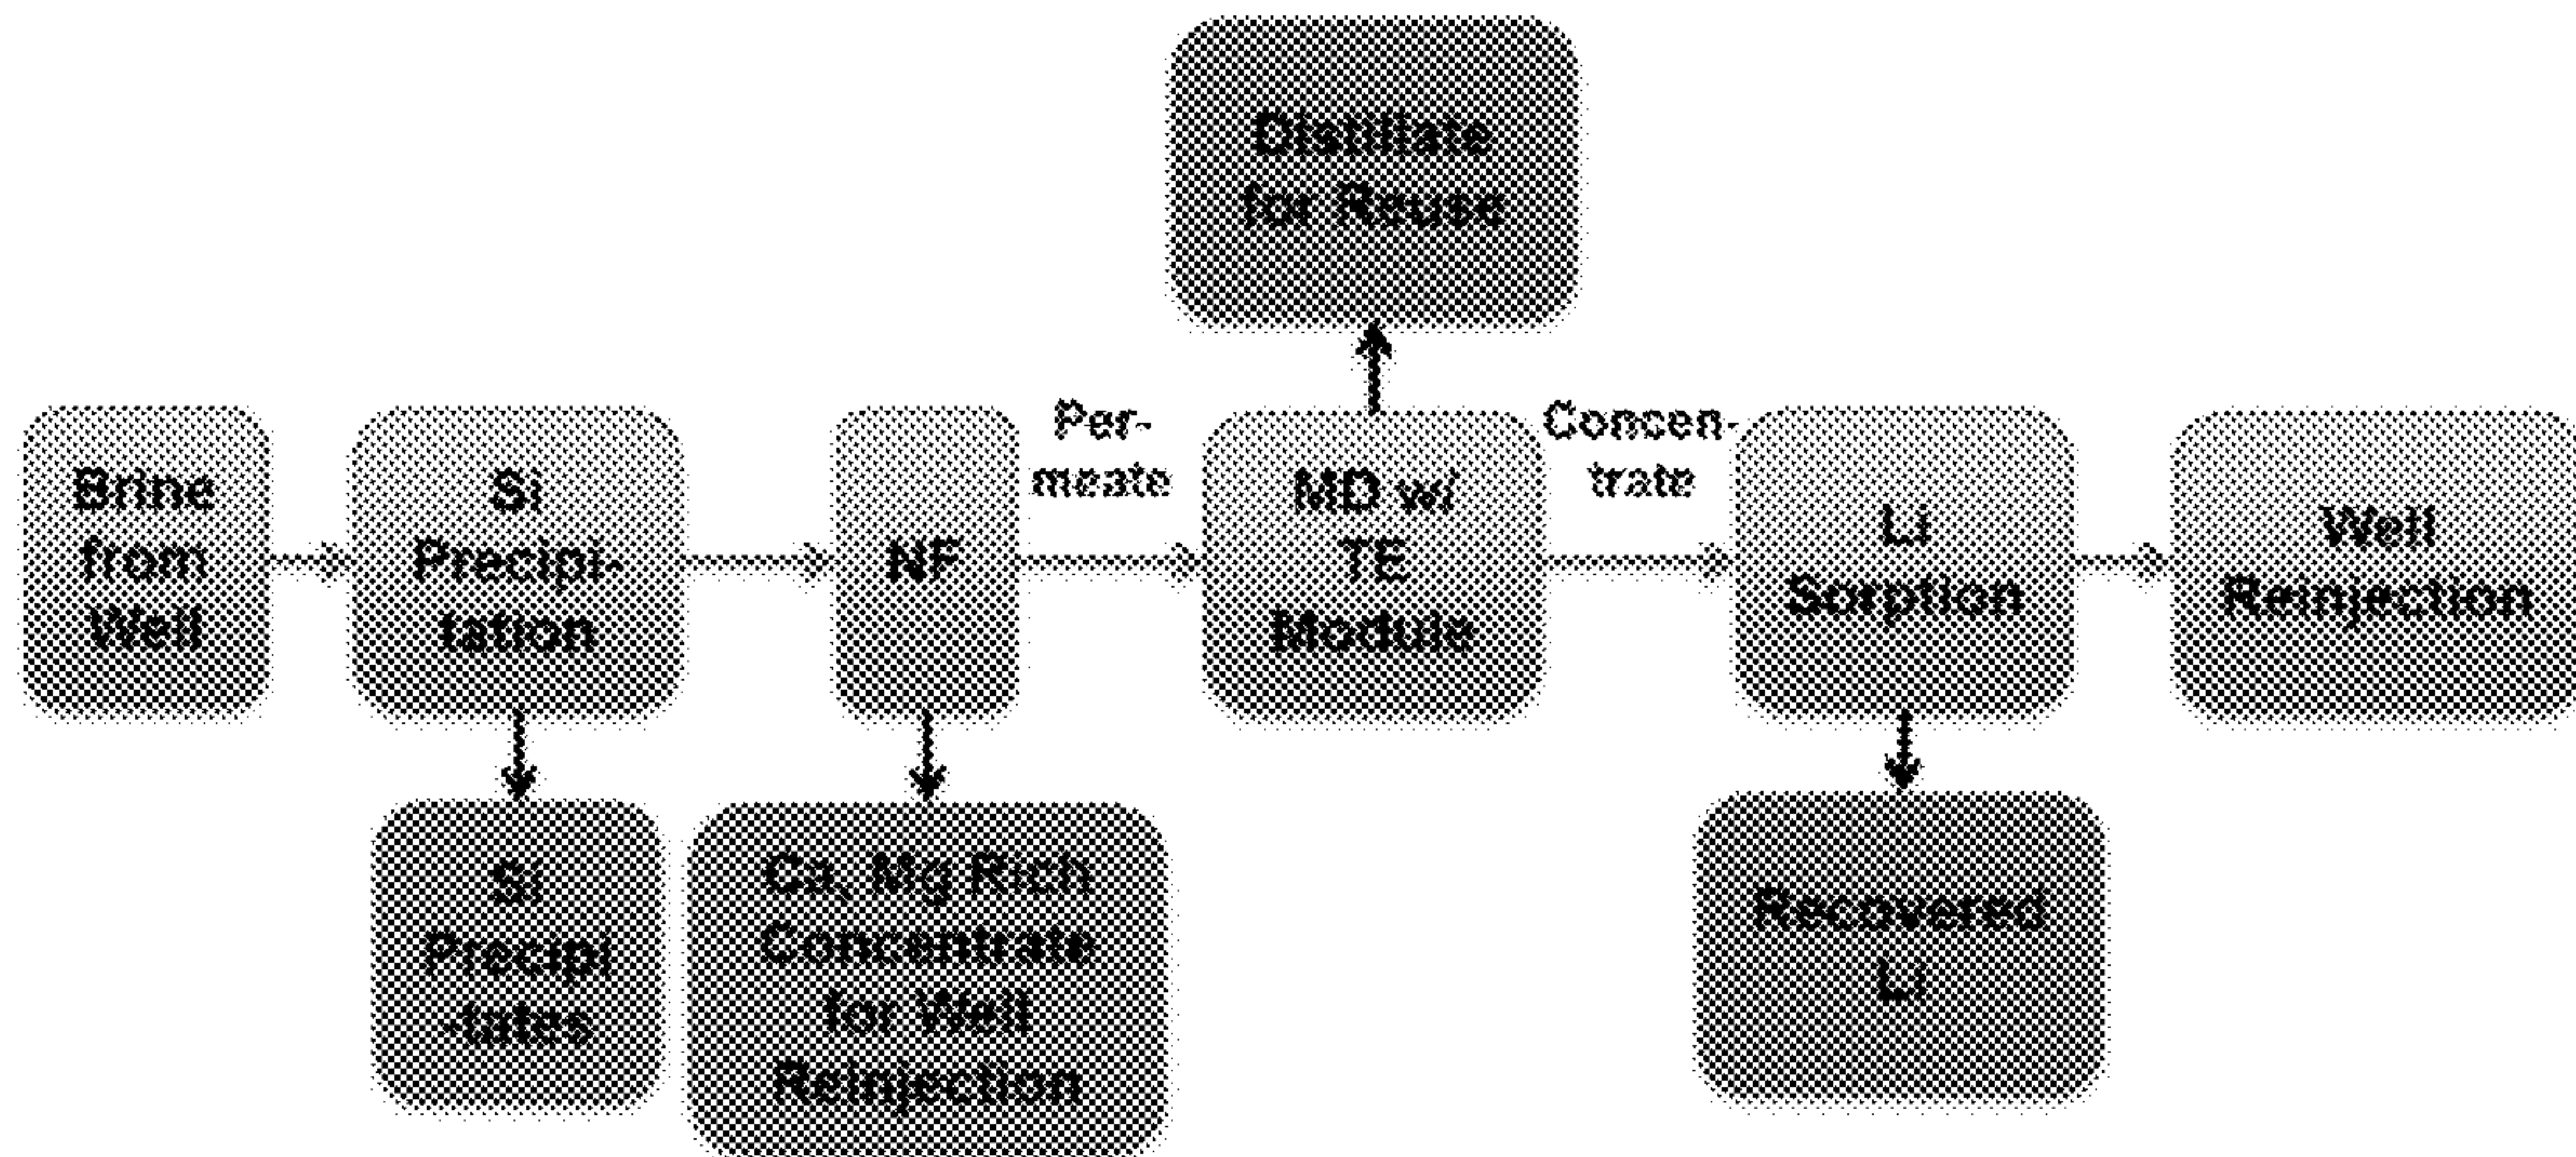 Distillate
for Reuse
Brine
from
Well
Si
Precipi-
tation
NF
Per-
meate
MD w/
TE
Module
Concen-
trate
Li
Sorption
Well
Reinjection
Si
Precipi
-tates
Ca, Mg Rich
Concentrate
for Well
Reinjection
Recovered
Li